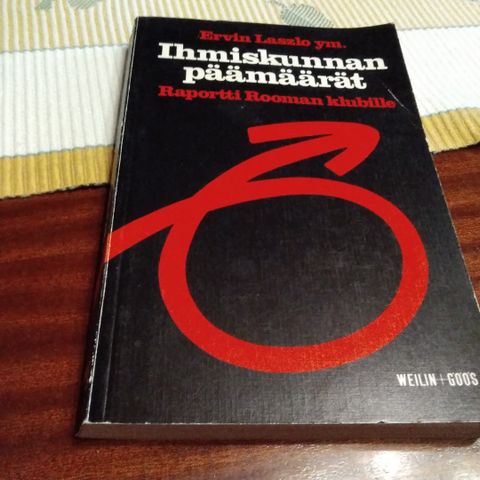 Ervin Laszlo ym.
Ihmiskunnan
päämäärät
Raportti Rooman klubille
WEILIN+GÖÖS